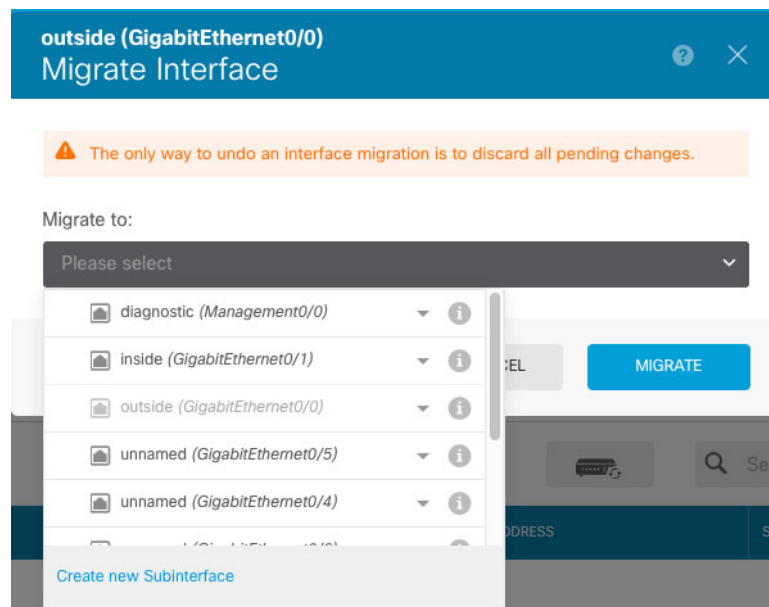 outside (GigabitEthernet0/0)
Migrate Interface
The only way to undo an interface migration is to discard all pending changes.
Migrate to:
Please select
diagnostic (Management0/0)
inside (GigabitEthernet0/1)
CEL MIGRATE
outside (GigabitEthernet0/0)
unnamed (GigabitEthernet0/5)
unnamed (GigabitEthernet0/4)
DDRESS
Create new Subinterface